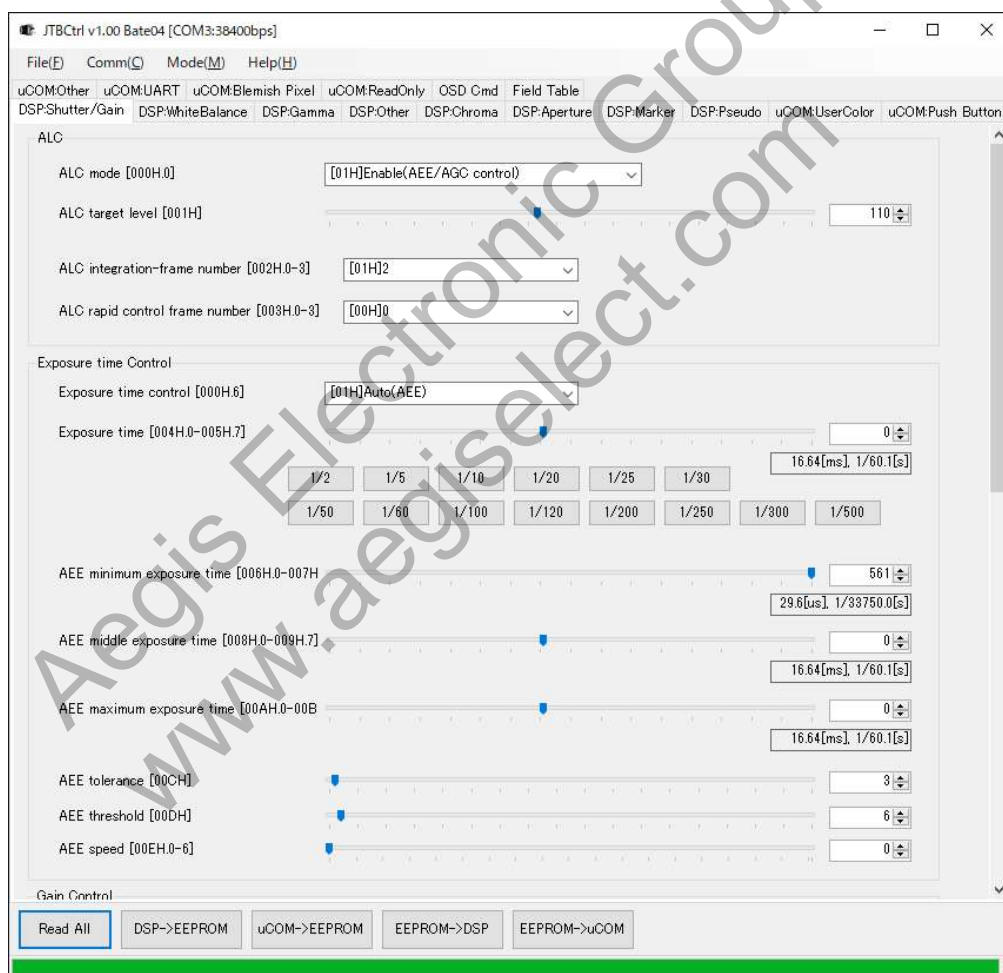 JTBCtrl v1.00 Bate04 [COM3:38400bps]
File(F) Comm(C) Mode(M) Help(H)
uCOM:Other uCOM:UART uCOM:Blemish Pixel uCOM:ReadOnly OSD Cmd Field Table
DSP:Shutter/Gain DSP:WhiteBalance DSP:Gamma DSP:Other DSP:Chroma DSP:Aperture DSP:Marker DSP:Pseudo uCOM:UserColor uCOM:Push Button
ALC
ALC mode [000H.0] [01H]Enable(AEE/AGC control)
ALC target level [001H] 110
ALC integration-frame number [002H.0-3] [01H]2
ALC rapid control frame number [003H.0-3] [00H]0
Exposure time Control
Exposure time control [000H.6] [01H]Auto(AEE)
Exposure time [004H.0-005H.7] 0
16.64[ms], 1/60.1[s]
1/2 1/5 1/10 1/20 1/25 1/30
1/50 1/60 1/100 1/120 1/200 1/250 1/300 1/500
AEE minimum exposure time [006H.0-007H 561
29.6[us], 1/33750.0[s]
AEE middle exposure time [008H.0-009H.7] 0
16.64[ms], 1/60.1[s]
AEE maximum exposure time [00AH.0-00B 0
16.64[ms], 1/60.1[s]
AEE tolerance [00CH] 3
AEE threshold [00DH] 6
AEE speed [00EH.0-6] 0
Gain Control
Read All DSP->EEPROM uCOM->EEPROM EEPROM->DSP EEPROM->uCOM
Aegis Electronic Group
www.aegiselect.com